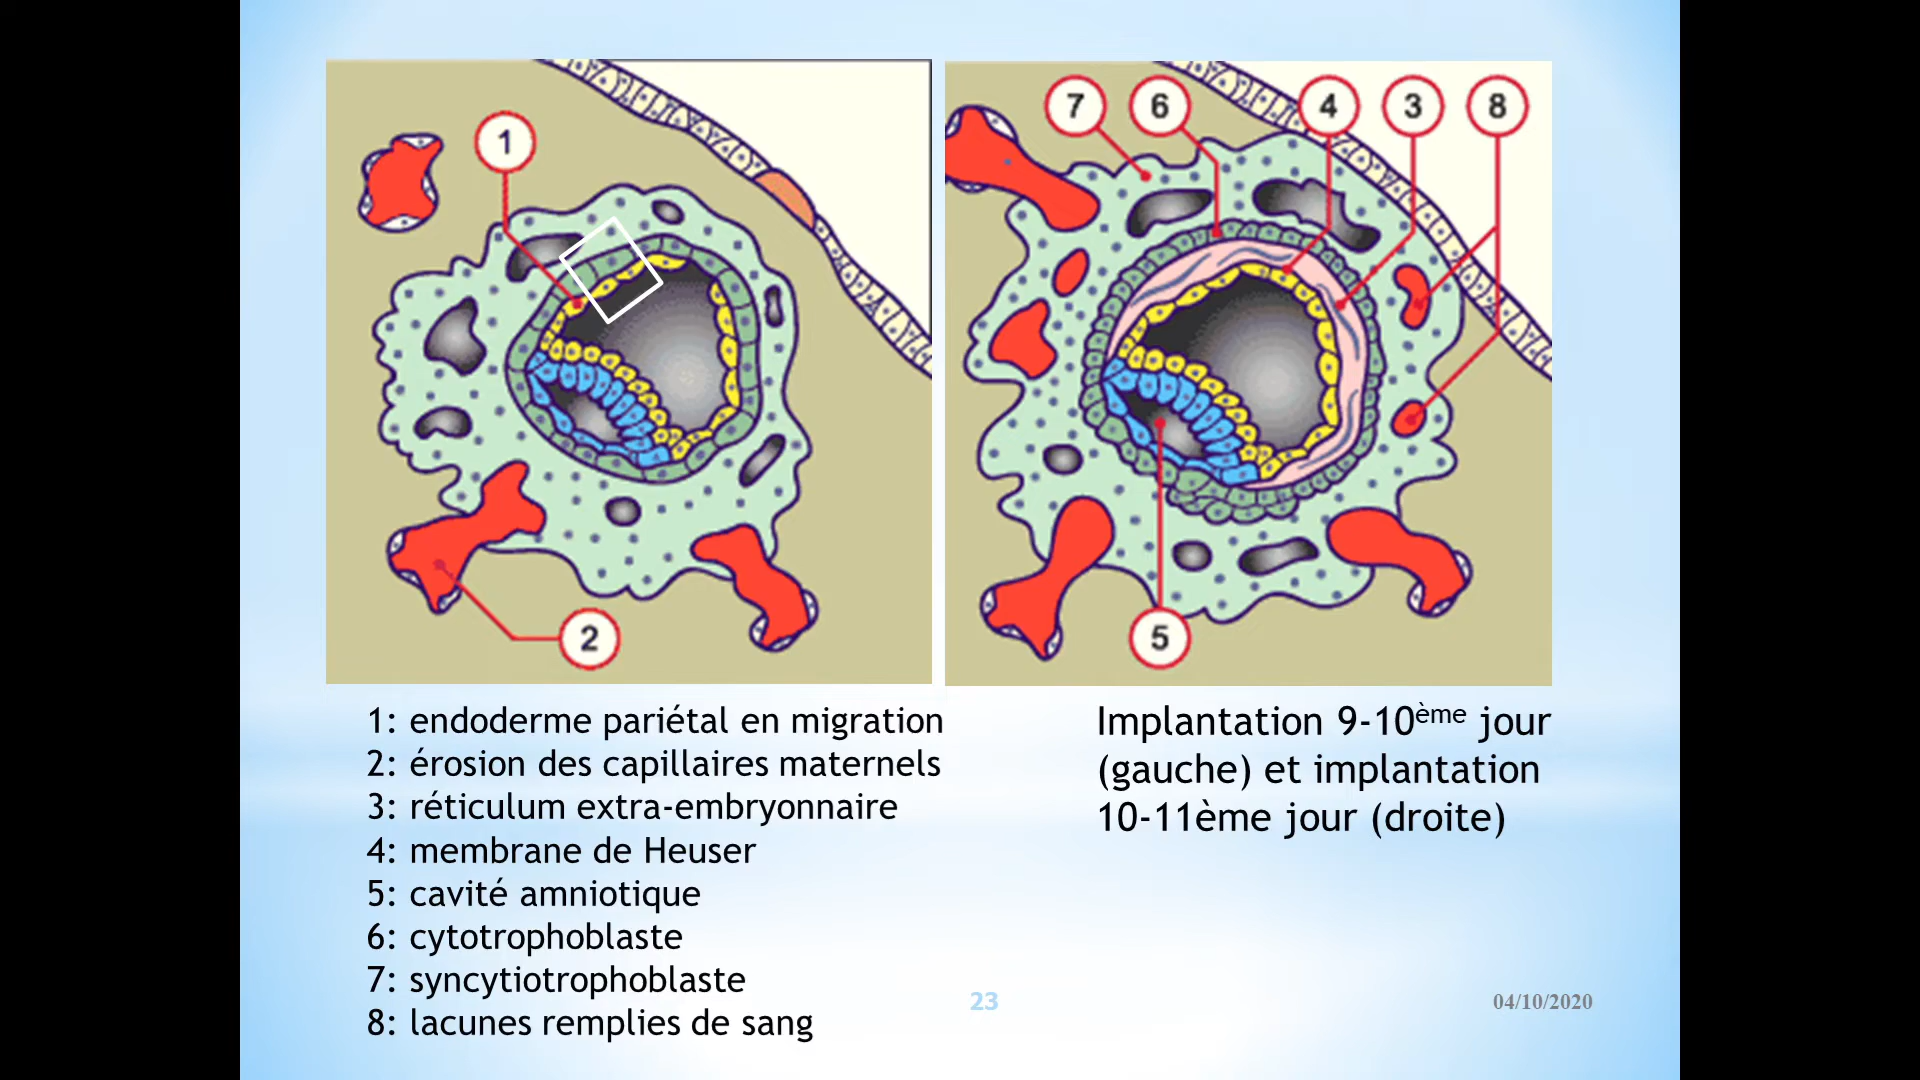 1
2
7
6
4
3
8
5
1: endoderme pariétal en migration
2: érosion des capillaires maternels
3: réticulum extra-embryonnaire
4: membrane de Heuser
5: cavité amniotique
6: cytotrophoblaste
7: syncytiotrophoblaste
8: lacunes remplies de sang
Implantation 9-10ème jour
(gauche) et implantation
10-11ème jour (droite)
23
04/10/2020